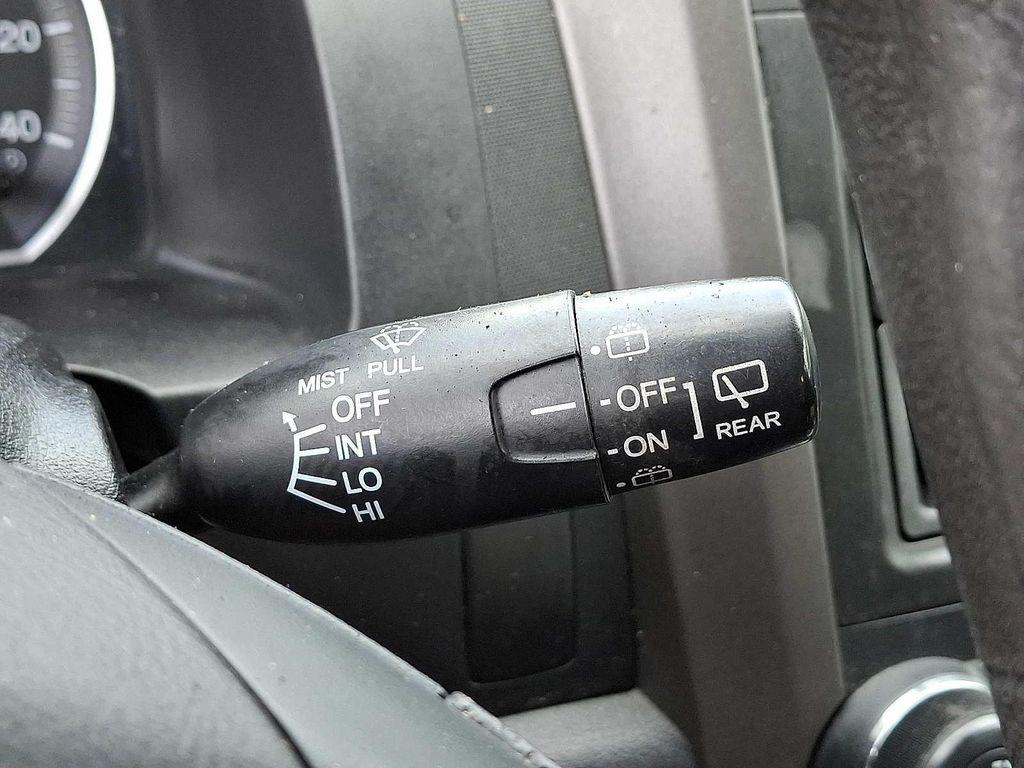 20
40
MIST PULL
OFF
INT
LO
HI
OFF
ON
REAR